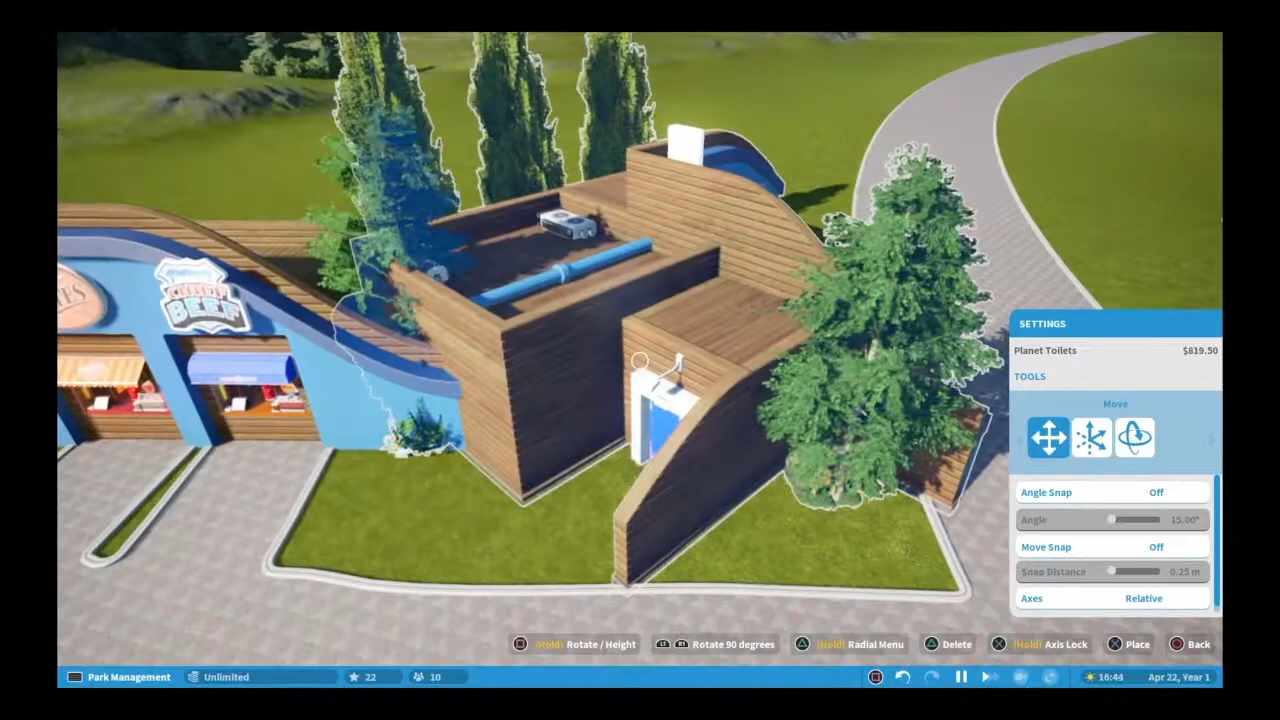 CHIEF
BEEF
SETTINGS
Planet Toilets $819.50
TOOLS
Move
Angle Snap Off
Angle 15.00°
Move Snap Off
Snap Distance 0.25 m
Axes Relative
(Hold) Rotate / Height Rotate 90 degrees (Hold) Radial Menu Delete (Hold) Axis Lock Place Back
Park Management Unlimited 22 10 16:44 Apr 22, Year 1